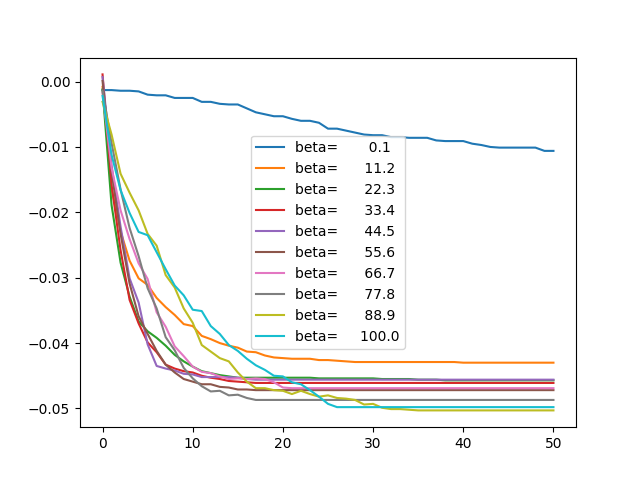 0.00
−0.01
−0.02
−0.03
−0.04
−0.05
beta= 0.1
beta= 11.2
beta= 22.3
beta= 33.4
beta= 44.5
beta= 55.6
beta= 66.7
beta= 77.8
beta= 88.9
beta= 100.0
0 10 20 30 40 50